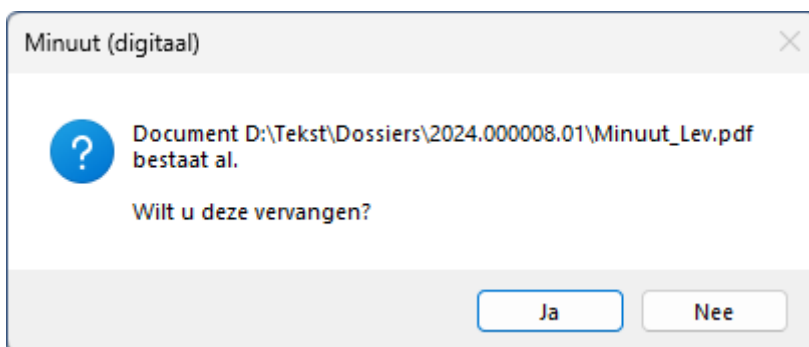 Minuut (digitaal)
?
Document D:\Tekst\Dossiers\2024.000008.01\Minuut_Lev.pdf
bestaat al.
Wilt u deze vervangen?
Ja
Nee